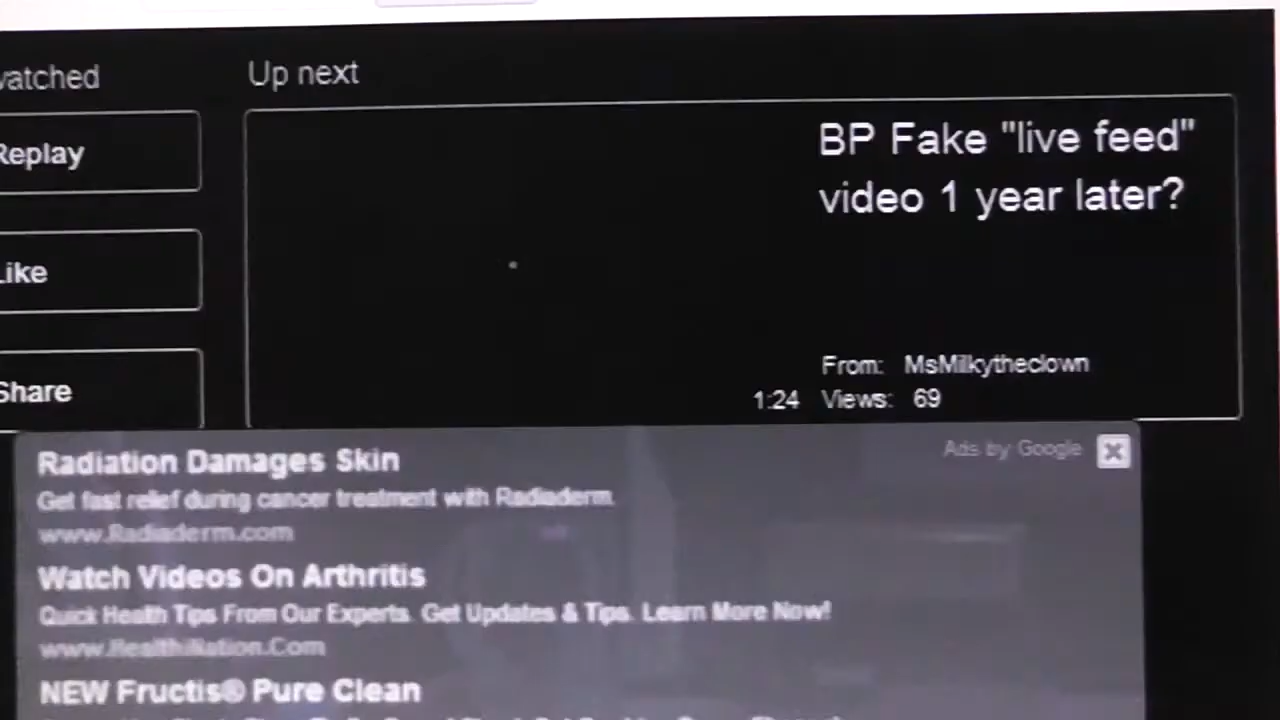 watched
Up next
Replay
BP Fake "live feed"
video 1 year later?
Like
From: MsMilkytheclown
1:24 Views: 69
Share
Ads by Google
Radiation Damages Skin
Get fast relief during cancer treatment with Radiaderm.
www.Radiaderm.com
Watch Videos On Arthritis
Quick Health Tips From Our Experts. Get Updates & Tips. Learn More Now!
www.HealthiNation.Com
NEW Fructis® Pure Clean